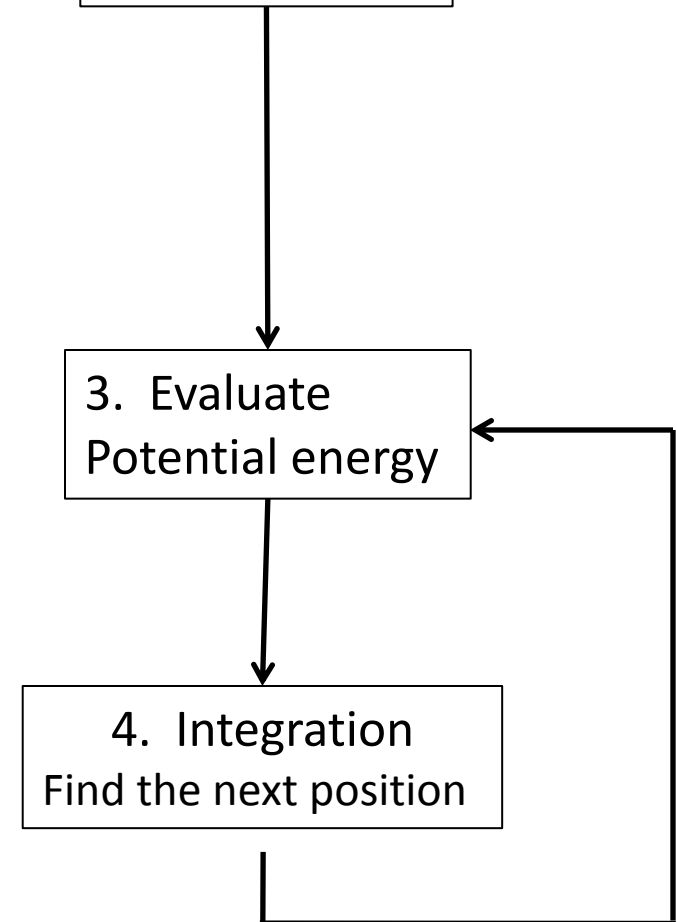 3. Evaluate
Potential energy
4. Integration
Find the next position